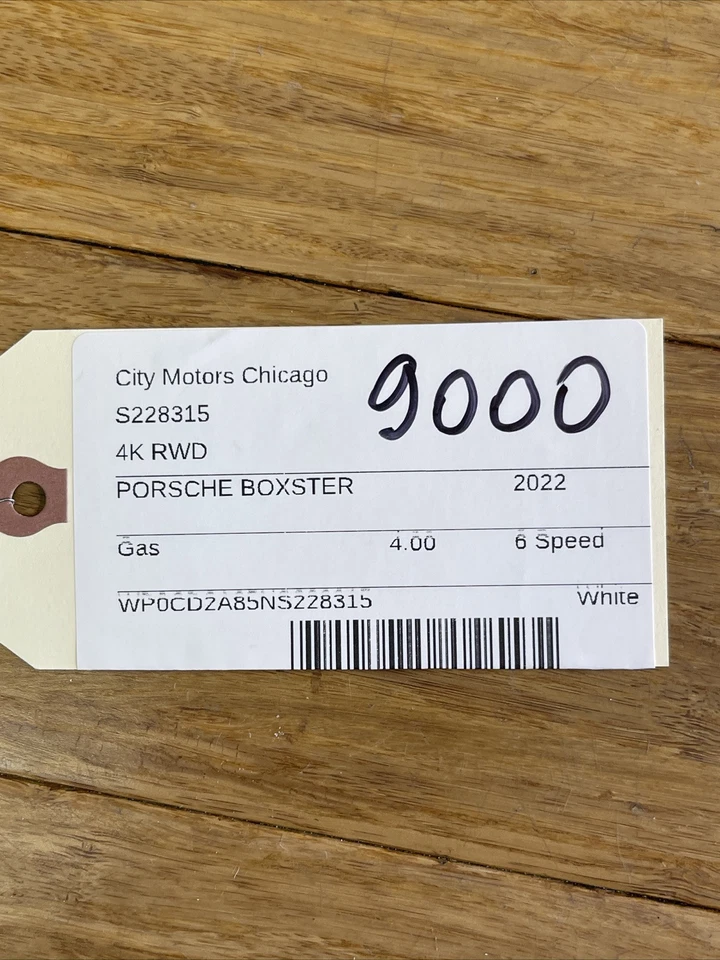 City Motors Chicago
9000
S228315
4K RWD
PORSCHE BOXSTER 2022
Gas 4.00 6 Speed
WP0CD2A85NS228315 White